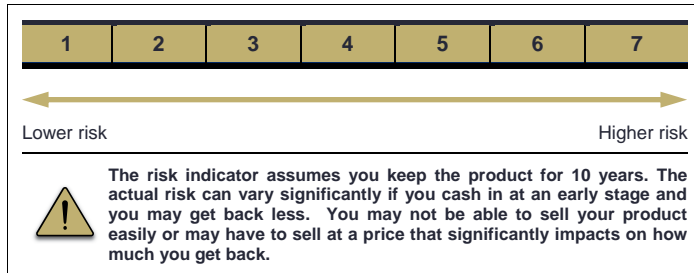 1 2 3 4 5 6 7
Lower risk Higher risk
The risk indicator assumes you keep the product for 10 years. The
actual risk can vary significantly if you cash in at an early stage and
you may get back less. You may not be able to sell your product
easily or may have to sell at a price that significantly impacts on how
much you get back.